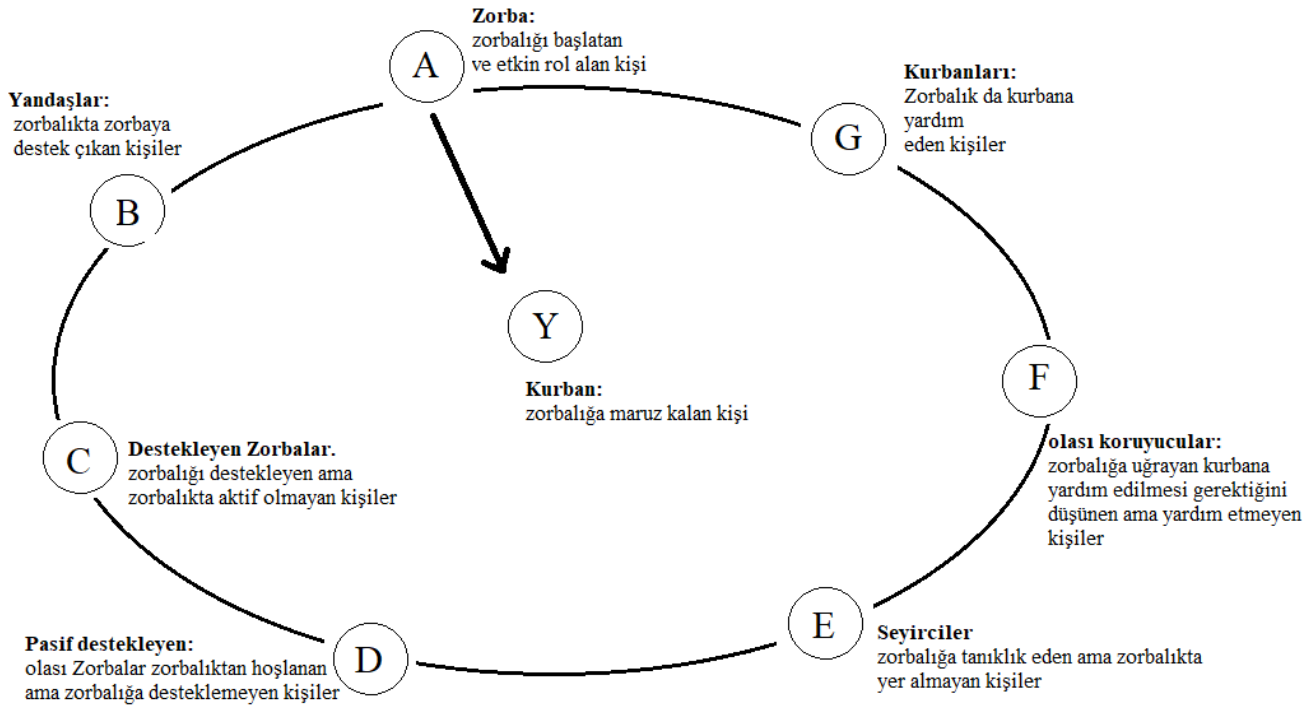 Zorba:
zorbalığı başlatan
ve etkin rol alan kişi
A
Kurbanları:
Zorbalık da kurbana
yardım
eden kişiler
G
Yandaşlar:
zorbalıkta zorbaya
destek çıkan kişiler
B
Y
Kurban:
zorbalığa maruz kalan kişi
F
olası koruyucular:
zorbalığa uğrayan kurbana
yardım edilmesi gerektiğini
düşünen ama yardım etmeyen
kişiler
C
Destekleyen Zorbalar.
zorbalığı destekleyen ama
zorbalıkta aktif olmayan kişiler
E
Seyirciler
zorbalığa tanıklık eden ama zorbalıkta
yer almayan kişiler
Pasif destekleyen:
olası Zorbalar zorbalıktan hoşlanan
ama zorbalığa desteklemeyen kişiler
D